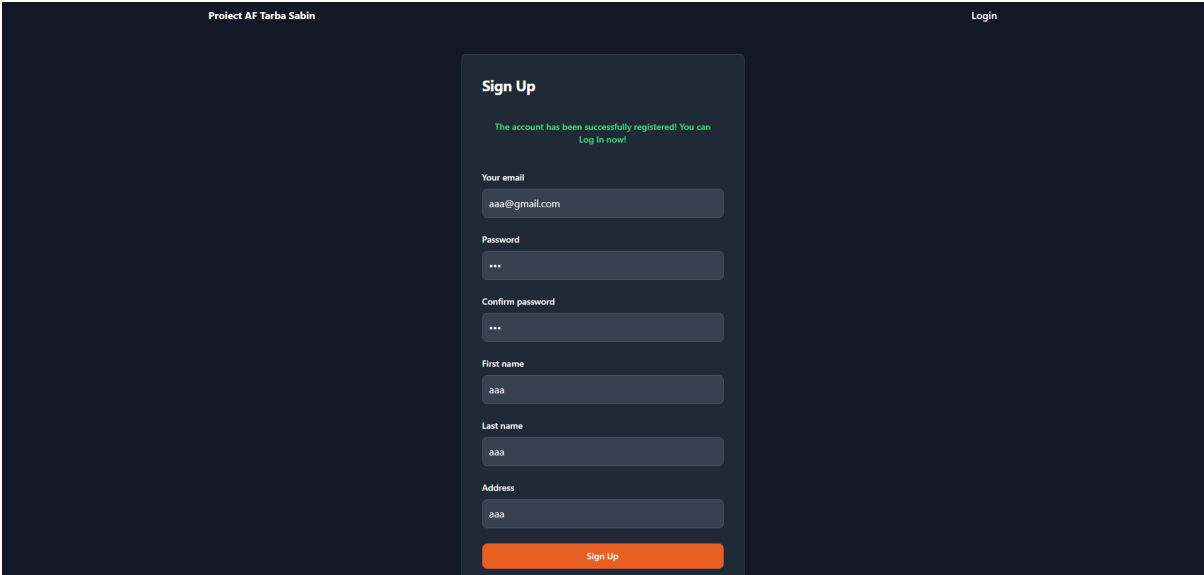 Proiect AF Tarba Sabin
Login
Sign Up
The account has been successfully registered! You can
Log In now!
Your email
aaa@gmail.com
Password
•••
Confirm password
•••
First name
aaa
Last name
aaa
Address
aaa
Sign Up